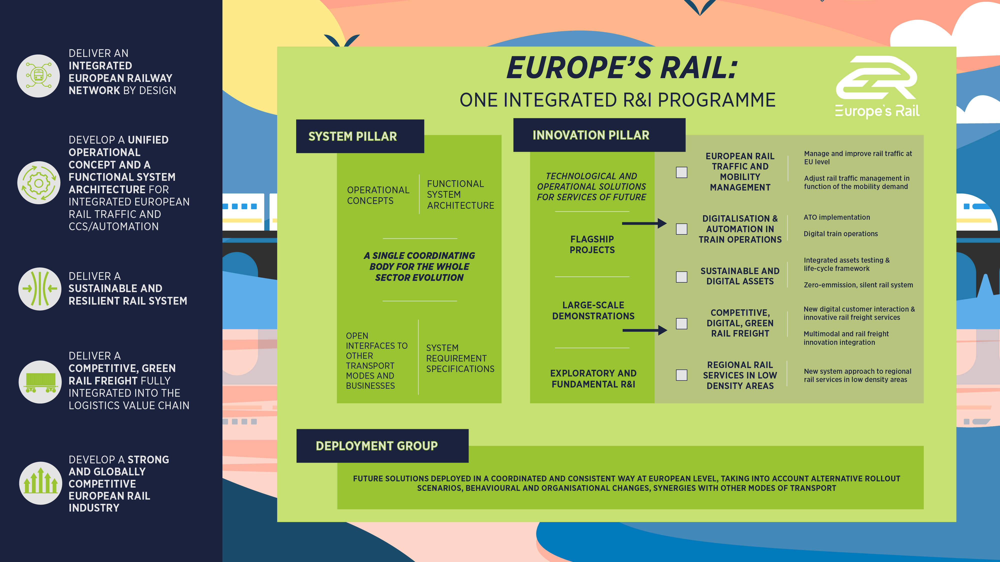 DELIVER AN
INTEGRATED
EUROPEAN RAILWAY
NETWORK BY DESIGN
DEVELOP A UNIFIED
OPERATIONAL
CONCEPT AND A
FUNCTIONAL SYSTEM
ARCHITECTURE FOR
INTEGRATED EUROPEAN
RAIL TRAFFIC AND
CCS/AUTOMATION
DELIVER A
SUSTAINABLE AND
RESILIENT RAIL SYSTEM
DELIVER A
COMPETITIVE, GREEN
RAIL FREIGHT FULLY
INTEGRATED INTO THE
LOGISTICS VALUE CHAIN
DEVELOP A STRONG
AND GLOBALLY
COMPETITIVE
EUROPEAN RAIL
INDUSTRY
EUROPE'S RAIL:
ONE INTEGRATED R&I PROGRAMME
Europe's Rail
SYSTEM PILLAR
OPERATIONAL
CONCEPTS
FUNCTIONAL
SYSTEM
ARCHITECTURE
A SINGLE COORDINATING
BODY FOR THE WHOLE
SECTOR EVOLUTION
OPEN
INTERFACES TO
OTHER
TRANSPORT
MODES AND
BUSINESSES
SYSTEM
REQUIREMENT
SPECIFICATIONS
INNOVATION PILLAR
TECHNOLOGICAL AND
OPERATIONAL SOLUTIONS
FOR SERVICES OF FUTURE
FLAGSHIP
PROJECTS
LARGE-SCALE
DEMONSTRATIONS
EXPLORATORY AND
FUNDAMENTAL R&I
EUROPEAN RAIL
TRAFFIC AND
MOBILITY
MANAGEMENT
Manage and improve rail traffic at
EU level
Adjust rail traffic management in
function of the mobility demand
DIGITALISATION &
AUTOMATION IN
TRAIN OPERATIONS
ATO implementation
Digital train operations
SUSTAINABLE AND
DIGITAL ASSETS
Integrated assets testing &
life-cycle framework
Zero-emmission, silent rail system
COMPETITIVE,
DIGITAL, GREEN
RAIL FREIGHT
New digital customer interaction &
innovative rail freight services
Multimodal and rail freight
innovation integration
REGIONAL RAIL
SERVICES IN LOW
DENSITY AREAS
New system approach to regional
rail services in low density areas
DEPLOYMENT GROUP
FUTURE SOLUTIONS DEPLOYED IN A COORDINATED AND CONSISTENT WAY AT EUROPEAN LEVEL, TAKING INTO ACCOUNT ALTERNATIVE ROLLOUT
SCENARIOS, BEHAVIOURAL AND ORGANISATIONAL CHANGES, SYNERGIES WITH OTHER MODES OF TRANSPORT